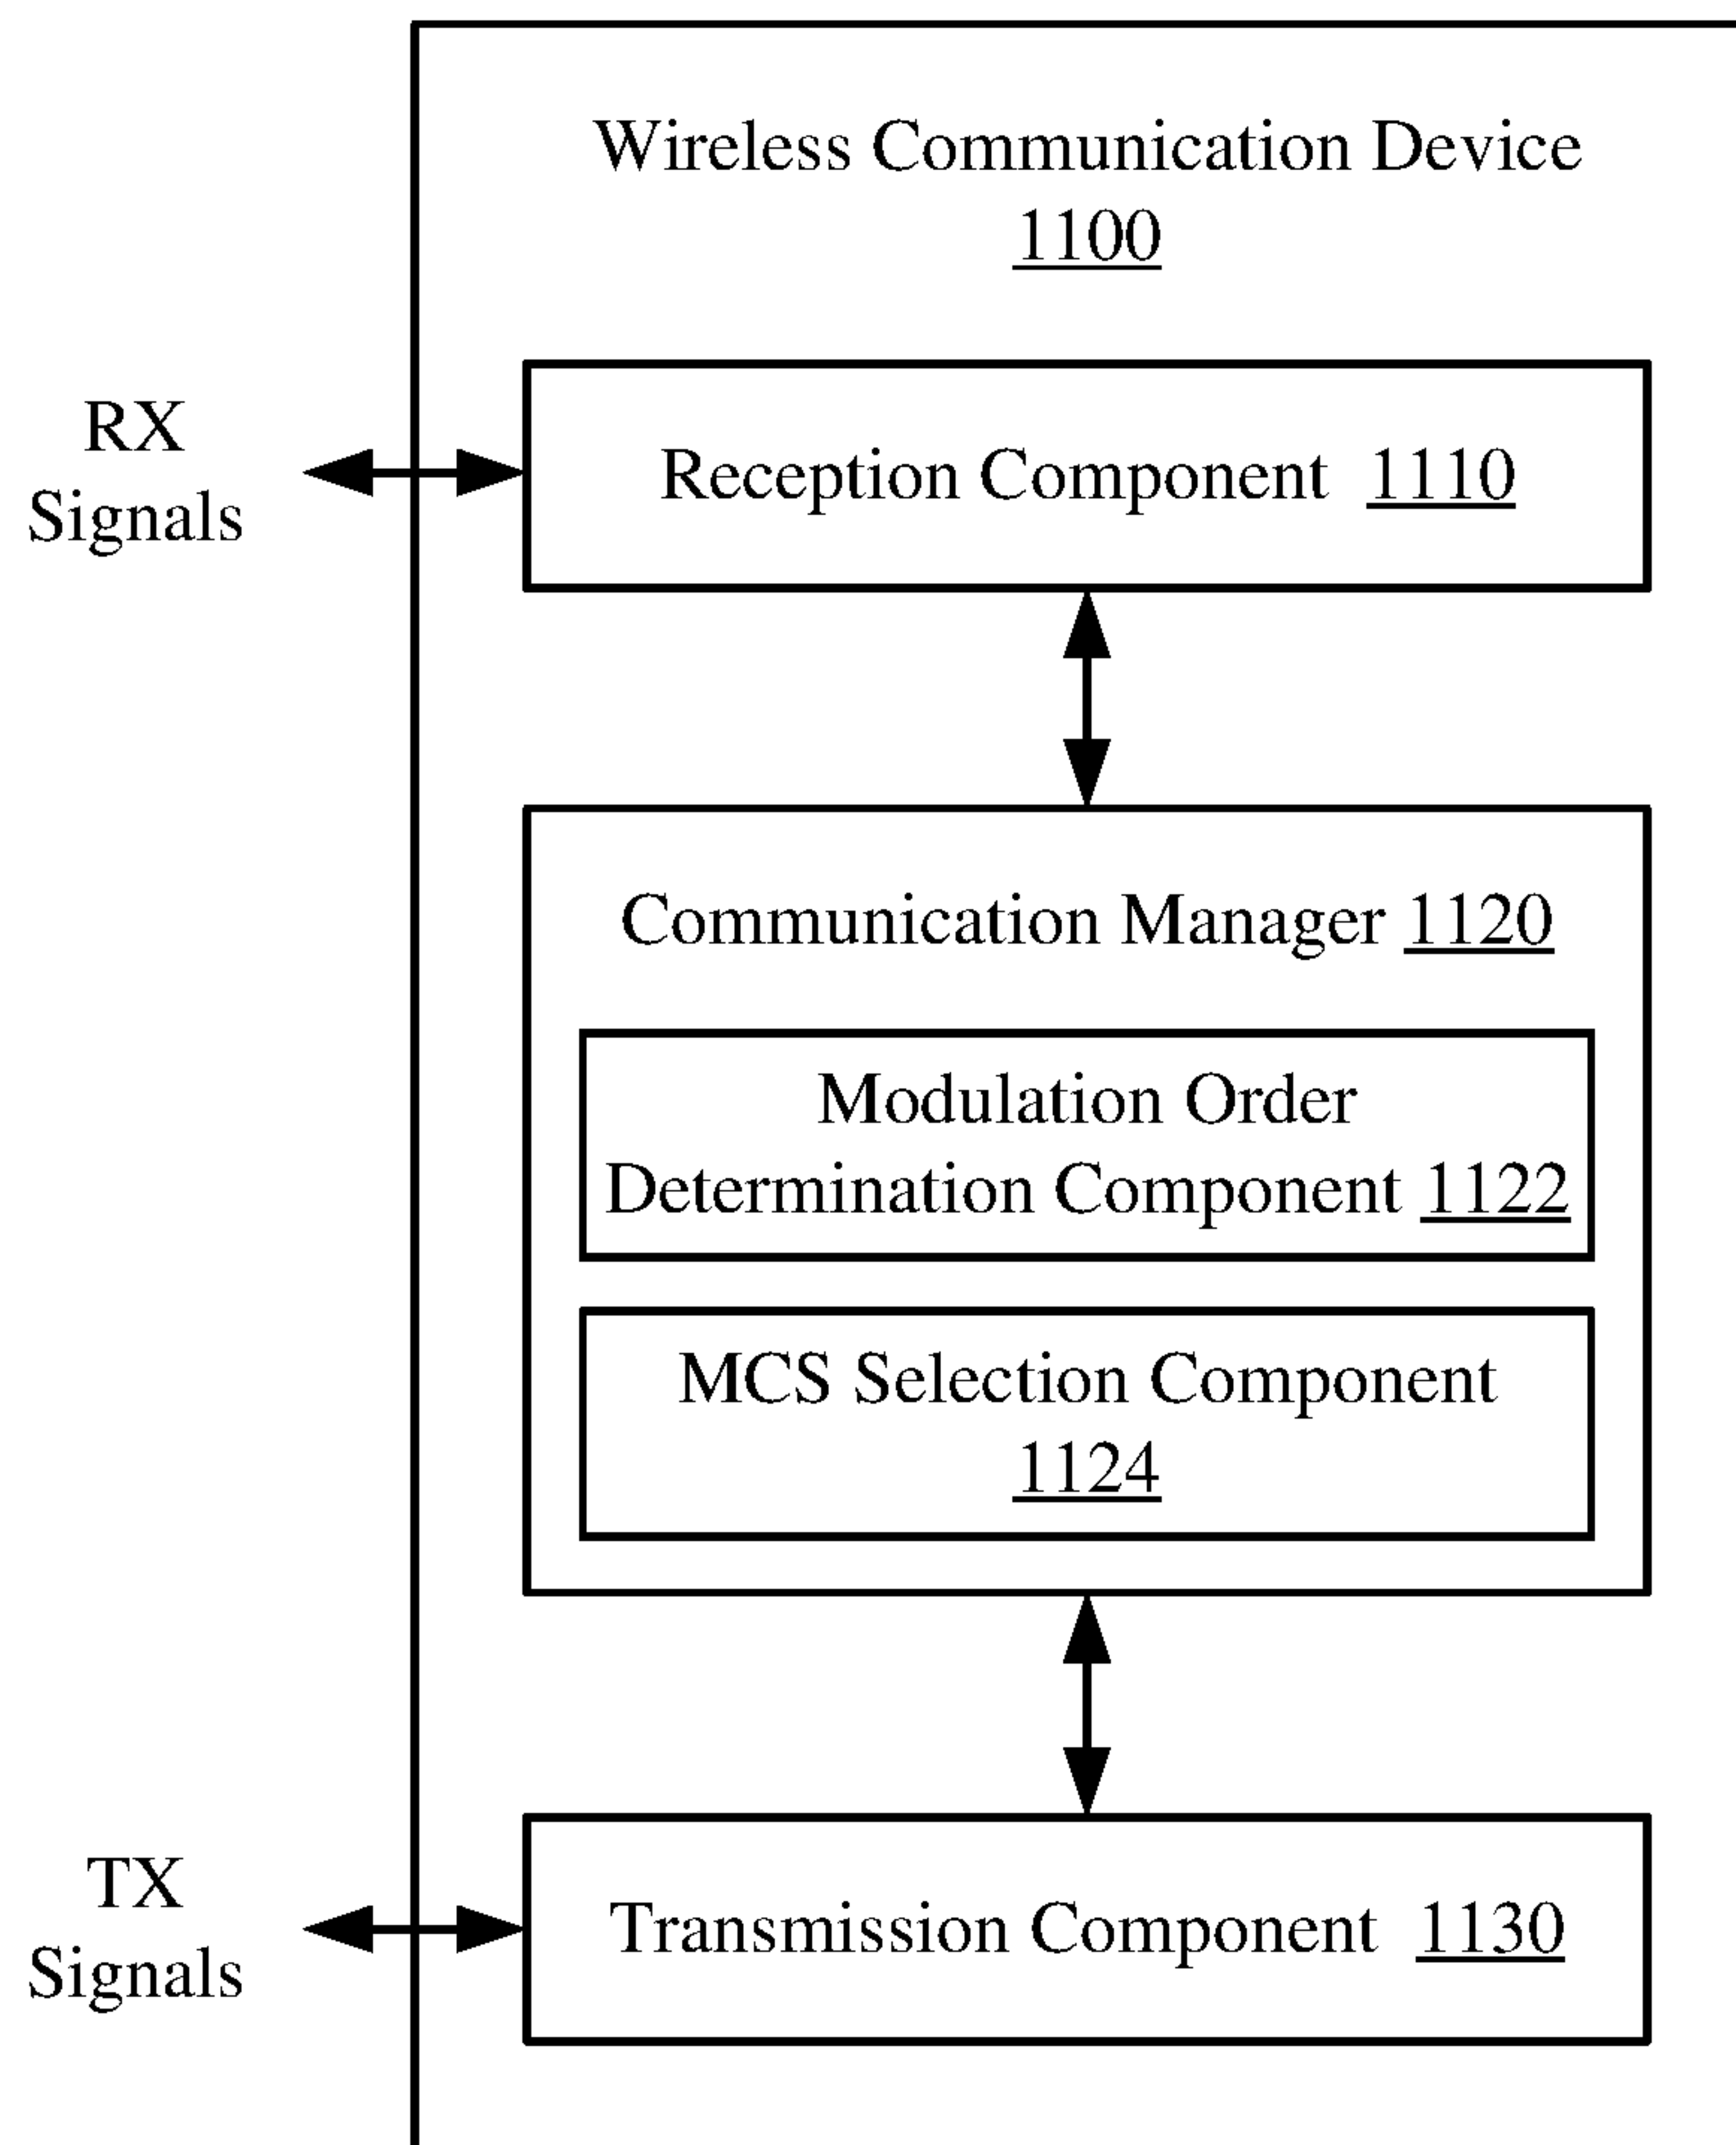 Wireless Communication Device
1100
RX
Signals
Reception Component 1110
Communication Manager 1120
Modulation Order
Determination Component 1122
MCS Selection Component
1124
TX
Signals
Transmission Component 1130